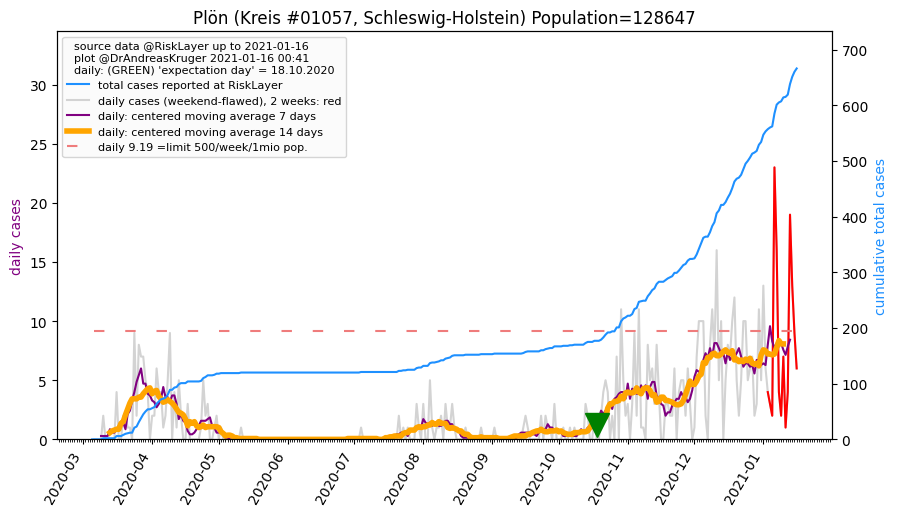 Plön (Kreis #01057, Schleswig-Holstein) Population=128647
source data @RiskLayer up to 2021-01-16
plot @DrAndreasKruger 2021-01-16 00:41
daily: (GREEN) 'expectation day' = 18.10.2020
total cases reported at RiskLayer
daily cases (weekend-flawed), 2 weeks: red
daily: centered moving average 7 days
daily: centered moving average 14 days
daily 9.19 =limit 500/week/1mio pop.
daily cases
30
25
20
15
10
5
0
700
600
500
400
300
200
100
0
cumulative total cases
2020-03
2020-04
2020-05
2020-06
2020-07
2020-08
2020-09
2020-10
2020-11
2020-12
2021-01